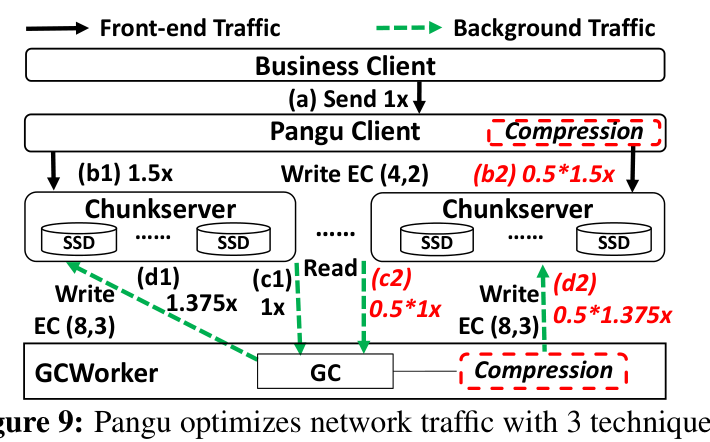 Front-end Traffic
Background Traffic
Business Client
(a) Send 1x
Pangu Client
Compression
(b1) 1.5x
Write EC (4,2)
(b2) 0.5*1.5x
Chunkserver
SSD
......
SSD
......
Chunkserver
SSD
......
SSD
(d1)
1.375x
Write
EC (8,3)
(c1)
1x
Read
(c2)
0.5*1x
Write
EC (8,3)
(d2)
0.5*1.375x
GCWorker
GC
Compression
gure 9: Pangu optimizes network traffic with 3 technique